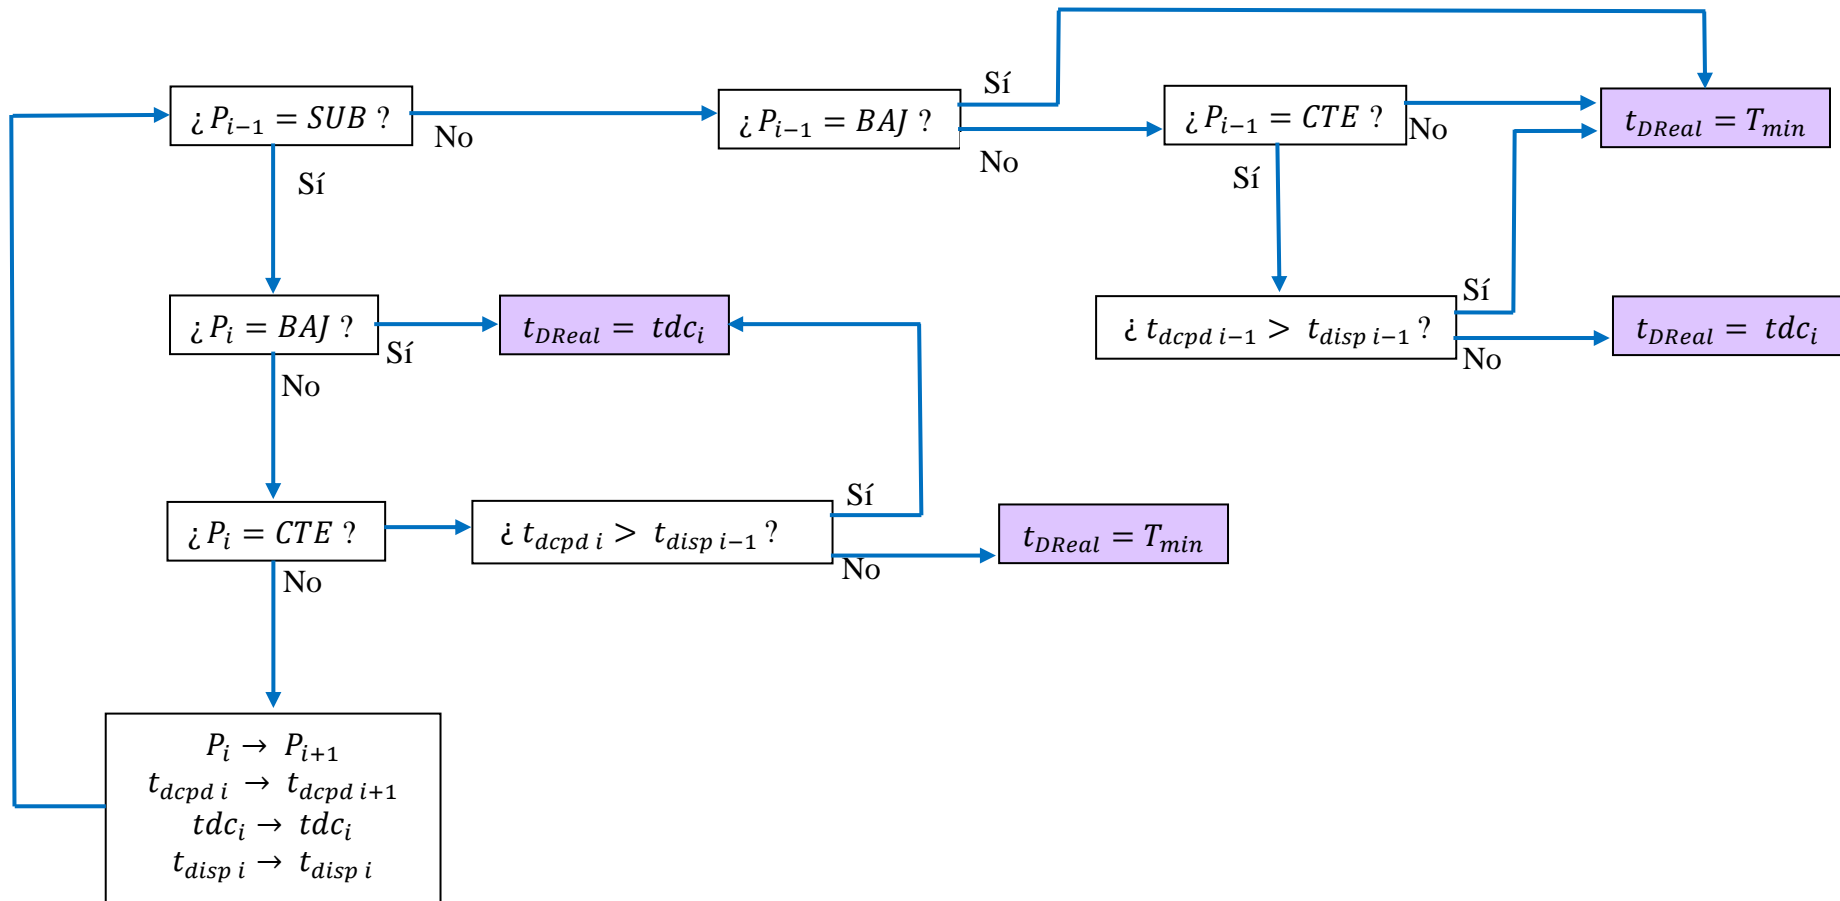 Sí
¿ P_{i−1} = SUB ?
No
¿ P_{i−1} = BAJ ?
No
¿ P_{i−1} = CTE ?
No
t_{DReal} = T_{min}
Sí
Sí
¿ P_i = BAJ ?
Sí
t_{DReal} = tdc_i
¿ t_{dcpd i−1} > t_{disp i−1} ?
Sí
No
t_{DReal} = tdc_i
No
¿ P_i = CTE ?
¿ t_{dcpd i} > t_{disp i−1} ?
Sí
No
t_{DReal} = T_{min}
No
P_i → P_{i+1}
t_{dcpd i} → t_{dcpd i+1}
tdc_i → tdc_i
t_{disp i} → t_{disp i}